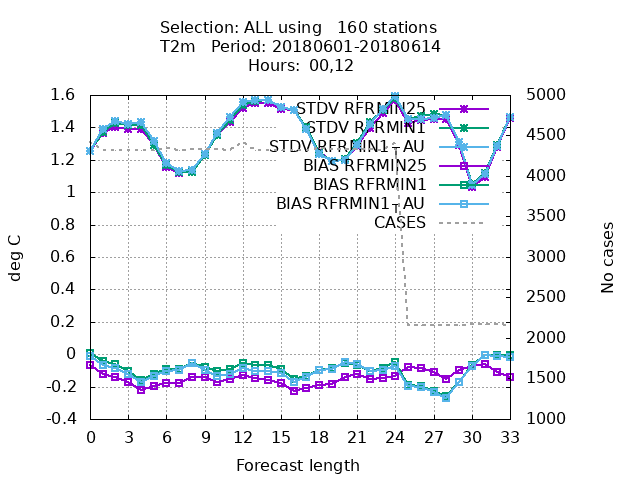 Selection: ALL using 160 stations
T2m Period: 20180601-20180614
Hours: 00,12
1.6
1.4
1.2
1
0.8
0.6
0.4
0.2
0
-0.2
-0.4
deg C
STDV RFRMIN25
STDV RFRMIN1
STDV RFRMIN1TAU
BIAS RFRMIN25
BIAS RFRMIN1
BIAS RFRMIN1TAU
CASES
5000
4500
4000
3500
3000
2500
2000
1500
1000
No cases
0 3 6 9 12 15 18 21 24 27 30 33
Forecast length